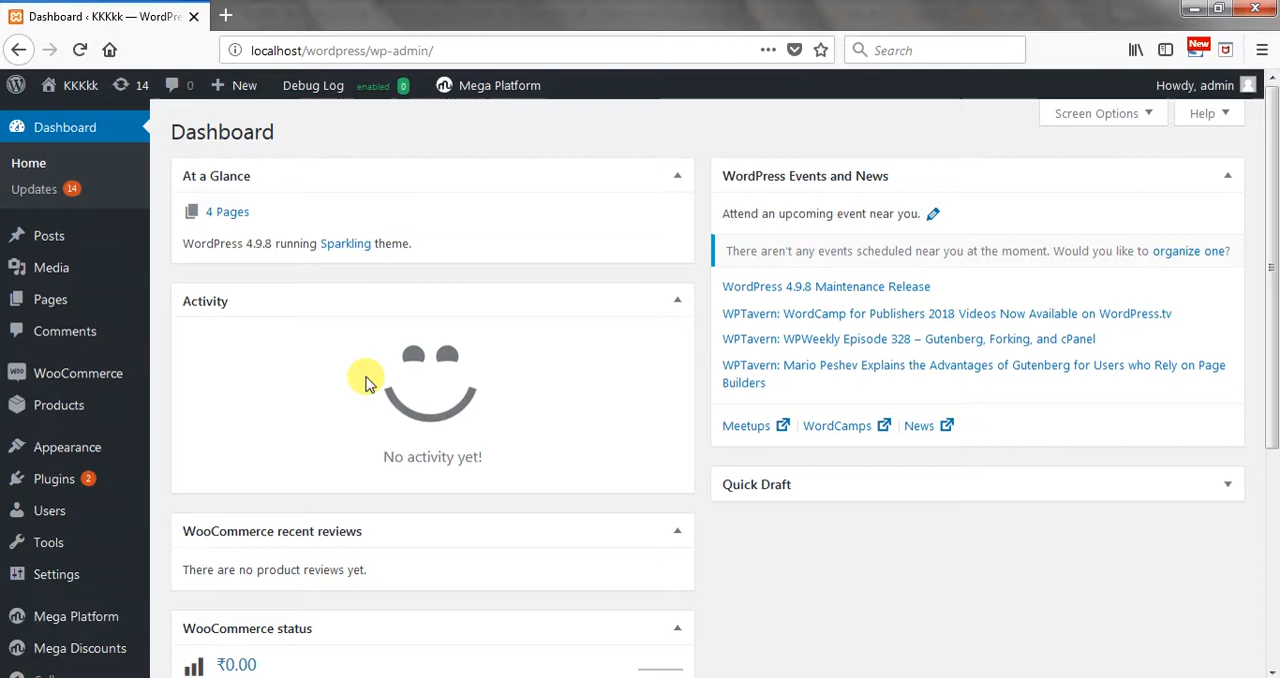 Dashboard ‹ KKKkk — WordPre
localhost/wordpress/wp-admin/
Search
New
KKKkk
14
0
New
Debug Log enabled 0
Mega Platform
Howdy, admin
Dashboard
Home
Updates 14
Posts
Media
Pages
Comments
WooCommerce
Products
Appearance
Plugins 2
Users
Tools
Settings
Mega Platform
Mega Discounts
Screen Options
Help
Dashboard
At a Glance
4 Pages
WordPress 4.9.8 running Sparkling theme.
Activity
No activity yet!
WooCommerce recent reviews
There are no product reviews yet.
WooCommerce status
₹0.00
WordPress Events and News
Attend an upcoming event near you.
There aren't any events scheduled near you at the moment. Would you like to organize one?
WordPress 4.9.8 Maintenance Release
WPTavern: WordCamp for Publishers 2018 Videos Now Available on WordPress.tv
WPTavern: WPWeekly Episode 328 – Gutenberg, Forking, and cPanel
WPTavern: Mario Peshev Explains the Advantages of Gutenberg for Users who Rely on Page
Builders
Meetups | WordCamps | News
Quick Draft